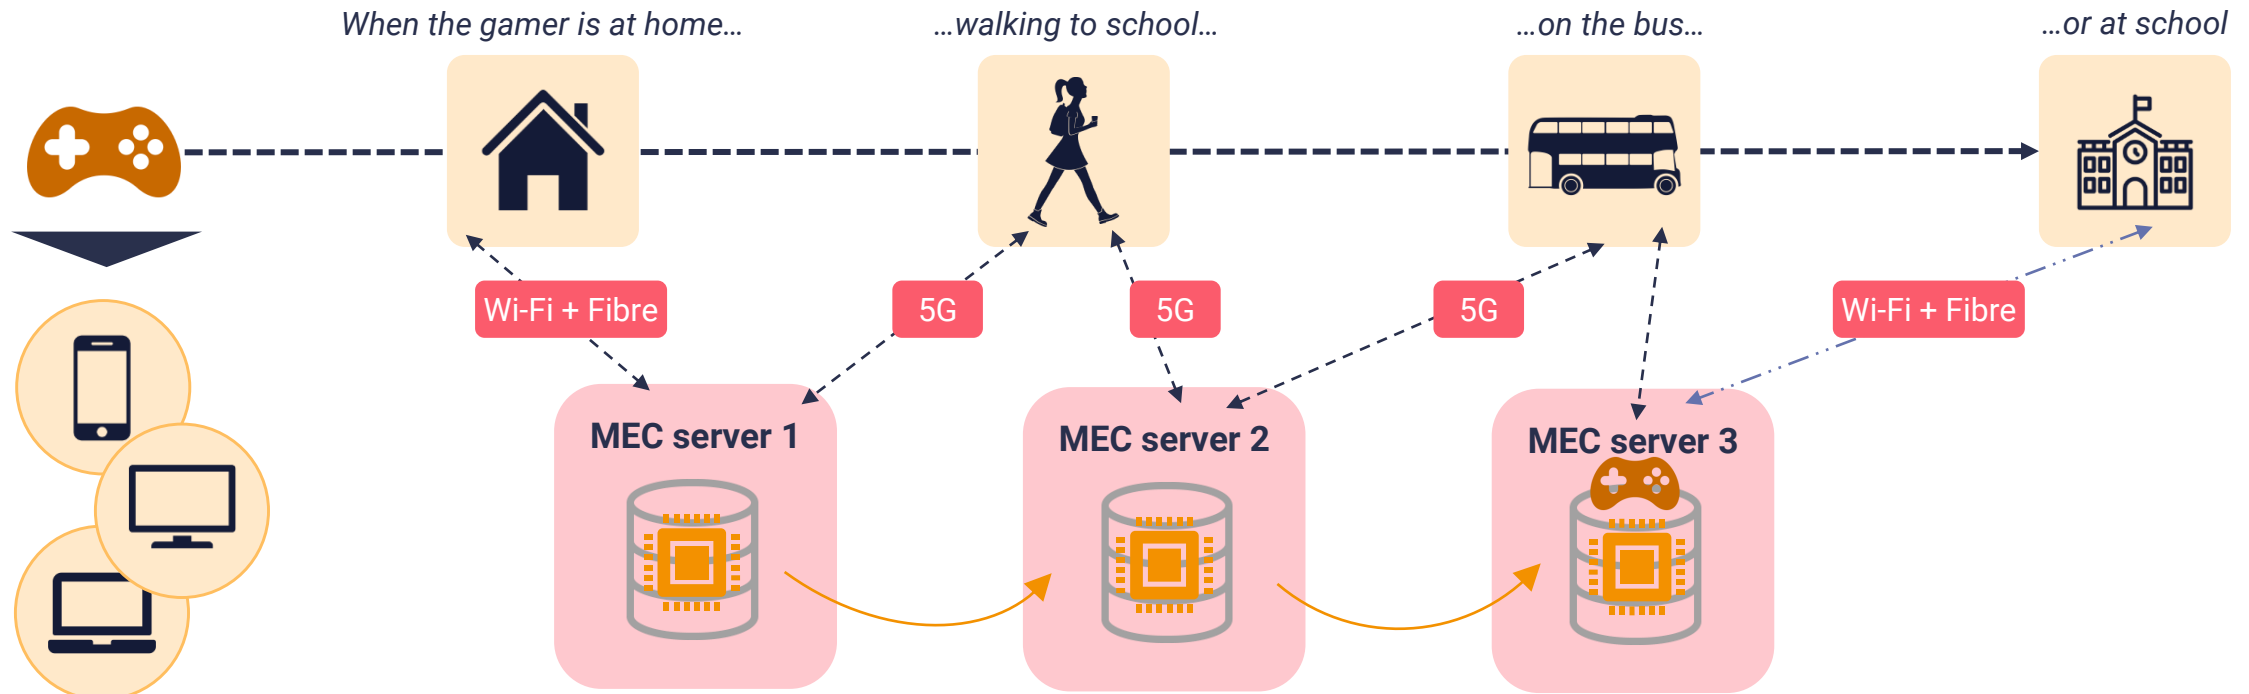 When the gamer is at home…
…walking to school…
…on the bus…
…or at school
Wi-Fi + Fibre
5G
5G
5G
Wi-Fi + Fibre
MEC server 1
MEC server 2
MEC server 3